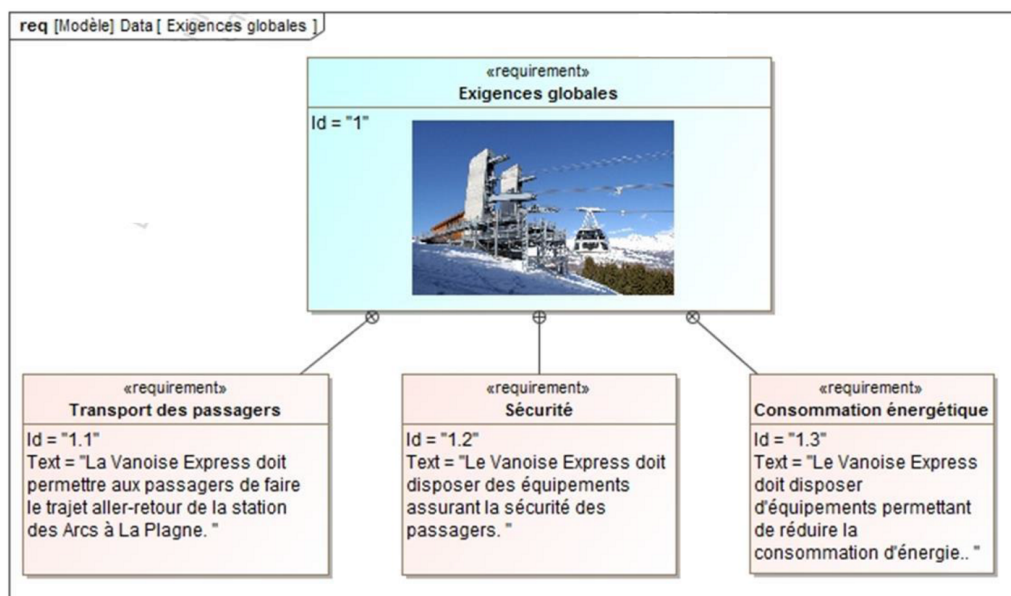 req [Modèle] Data [ Exigences globales ]
«requirement»
Exigences globales
Id = "1"
«requirement»
Transport des passagers
Id = "1.1"
Text = "La Vanoise Express doit
permettre aux passagers de faire
le trajet aller-retour de la station
des Arcs à La Plagne. "
«requirement»
Sécurité
Id = "1.2"
Text = "Le Vanoise Express doit
disposer des équipements
assurant la sécurité des
passagers. "
«requirement»
Consommation énergétique
Id = "1.3"
Text = "Le Vanoise Express
doit disposer
d'équipements permettant
de réduire la
consommation d'énergie.. "